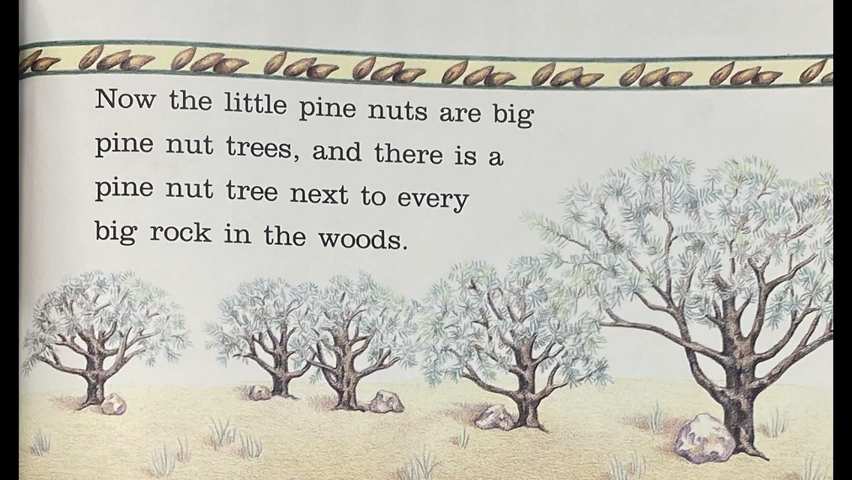 Now the little pine nuts are big
pine nut trees, and there is a
pine nut tree next to every
big rock in the woods.